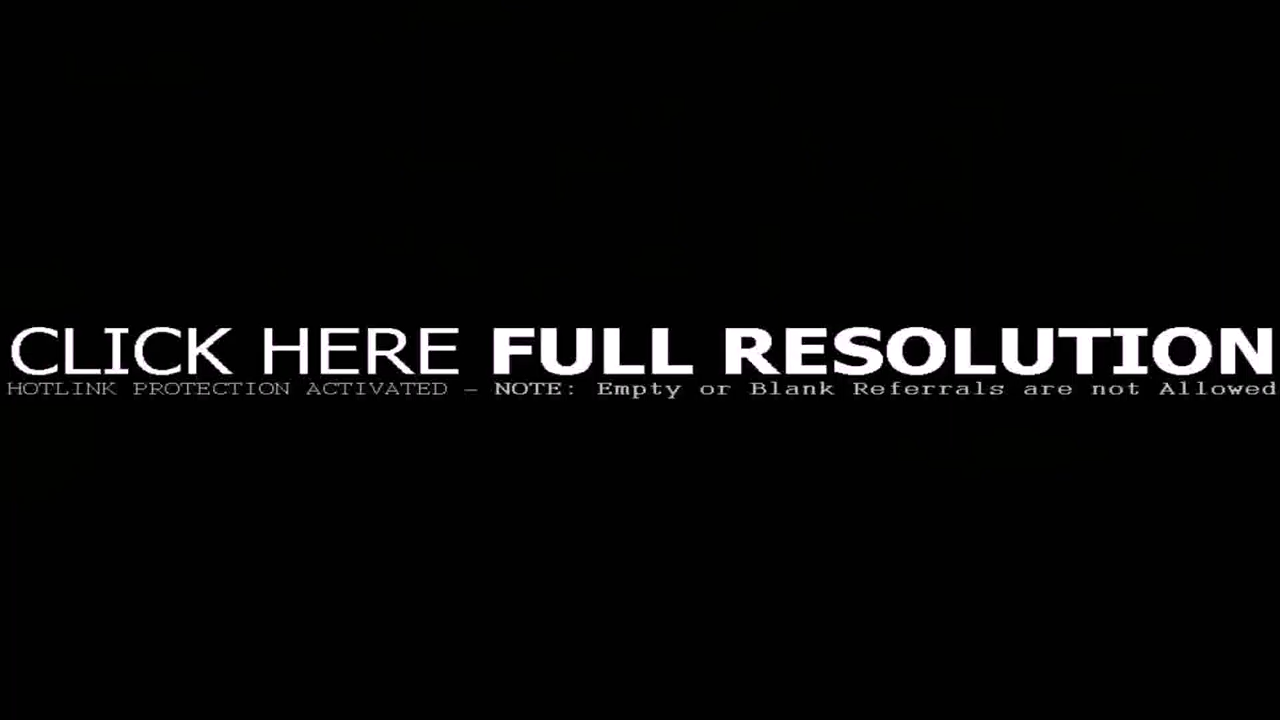 CLICK HERE FULL RESOLUTION
HOTLINK PROTECTION ACTIVATED - NOTE: Empty or Blank Referrals are not Allowed